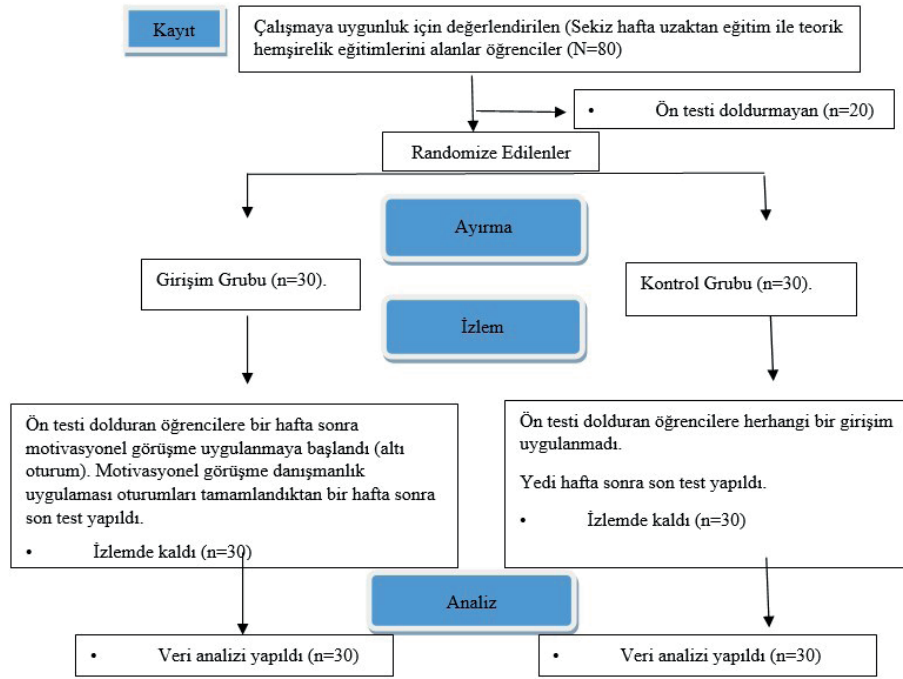 Kayıt
Çalışmaya uygunluk için değerlendirilen (Sekiz hafta uzaktan eğitim ile teorik
hemşirelik eğitimlerini alanlar öğrenciler (N=80)
• Ön testi doldurmayan (n=20)
Randomize Edilenler
Ayırma
Girişim Grubu (n=30).
Kontrol Grubu (n=30).
İzlem
Ön testi dolduran öğrencilere bir hafta sonra
motivasyonel görüşme uygulanmaya başlandı (altı
oturum). Motivasyonel görüşme danışmanlık
uygulaması oturumları tamamlandıktan bir hafta sonra
son test yapıldı.
• İzlemde kaldı (n=30)
Ön testi dolduran öğrencilere herhangi bir girişim
uygulanmadı.
Yedi hafta sonra son test yapıldı.
• İzlemde kaldı (n=30)
Analiz
• Veri analizi yapıldı (n=30)
• Veri analizi yapıldı (n=30)